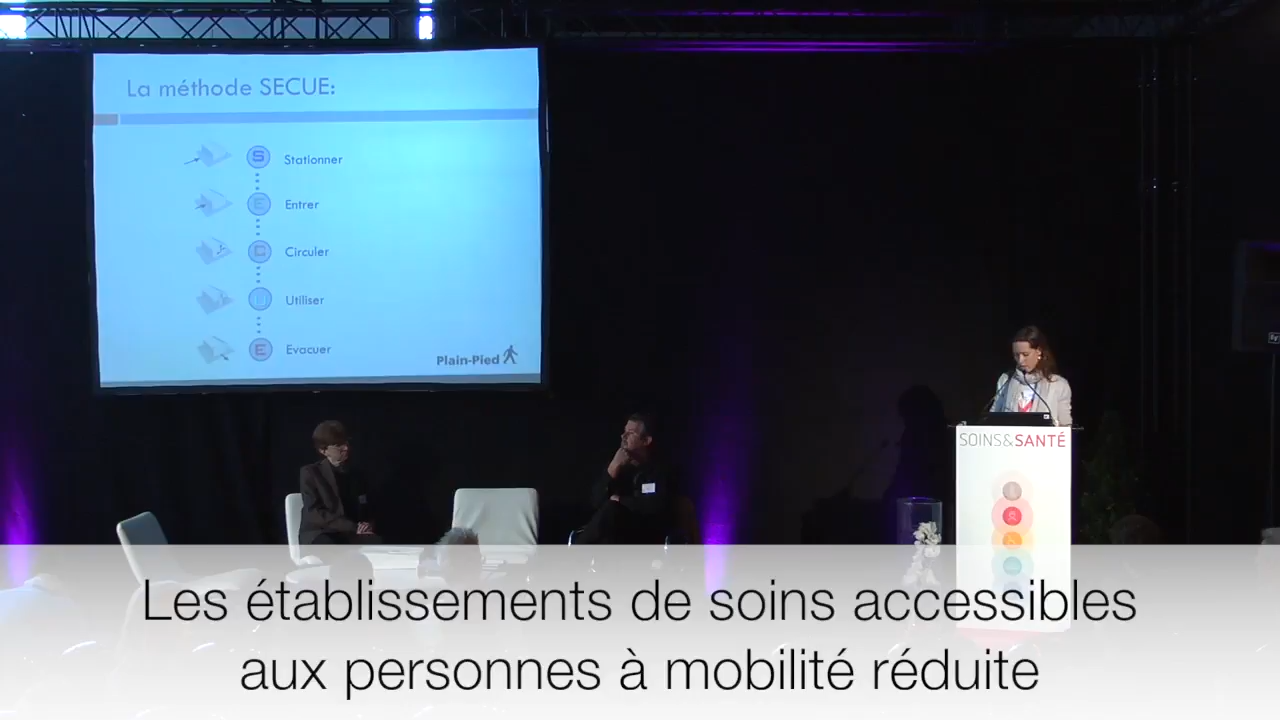 La méthode SECUE:
S Stationner
E Entrer
C Circuler
U Utiliser
E Evacuer
Plain-Pied
SOINS&SANTÉ
Les établissements de soins accessibles
aux personnes à mobilité réduite